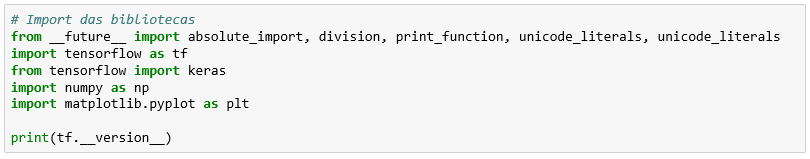 # Import das bibliotecas
from __future__ import absolute_import, division, print_function, unicode_literals, unicode_literals
import tensorflow as tf
from tensorflow import keras
import numpy as np
import matplotlib.pyplot as plt
print(tf.__version__)